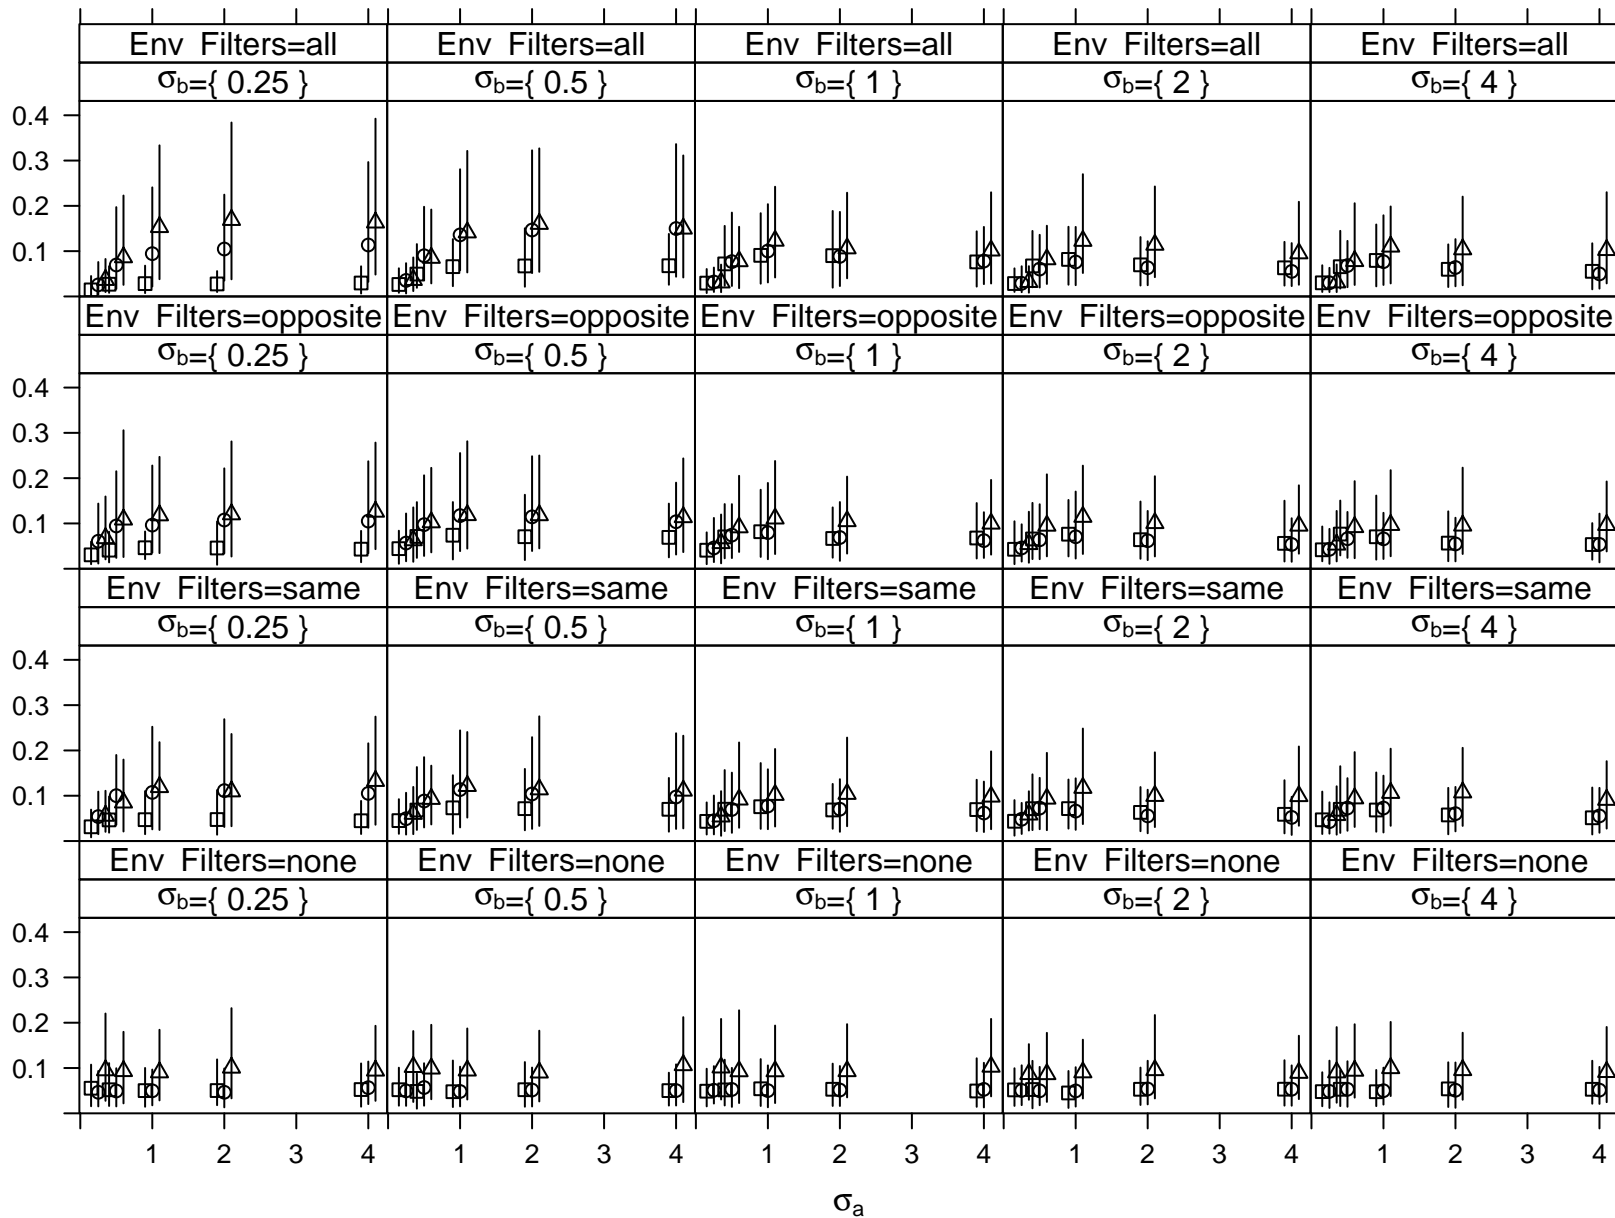 Env Filters=all Env Filters=all Env Filters=all Env Filters=all Env Filters=all
σb={ 0.25 } σb={ 0.5 } σb={ 1 } σb={ 2 } σb={ 4 }
0.4
0.3
0.2
0.1
Env Filters=opposite Env Filters=opposite Env Filters=opposite Env Filters=opposite Env Filters=opposite
σb={ 0.25 } σb={ 0.5 } σb={ 1 } σb={ 2 } σb={ 4 }
0.4
0.3
0.2
0.1
Env Filters=same Env Filters=same Env Filters=same Env Filters=same Env Filters=same
σb={ 0.25 } σb={ 0.5 } σb={ 1 } σb={ 2 } σb={ 4 }
0.4
0.3
0.2
0.1
Env Filters=none Env Filters=none Env Filters=none Env Filters=none Env Filters=none
σb={ 0.25 } σb={ 0.5 } σb={ 1 } σb={ 2 } σb={ 4 }
0.4
0.3
0.2
0.1
1 2 3 4 1 2 3 4 1 2 3 4 1 2 3 4 1 2 3 4
σa